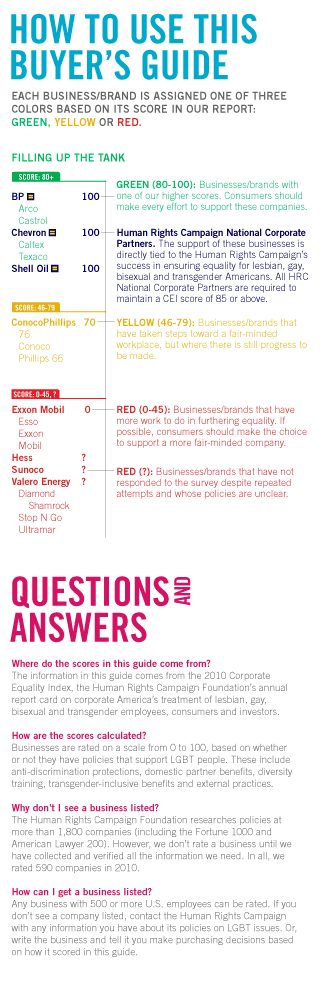 HOW TO USE THIS
BUYER'S GUIDE
EACH BUSINESS/BRAND IS ASSIGNED ONE OF THREE
COLORS BASED ON ITS SCORE IN OUR REPORT:
GREEN, YELLOW OR RED.
FILLING UP THE TANK
SCORE: 80+
BP 100
Arco
Castrol
Chevron 100
Caltex
Texaco
Shell Oil 100
GREEN (80-100): Businesses/brands with
one of our higher scores. Consumers should
make every effort to support these companies.
Human Rights Campaign National Corporate
Partners. The support of these businesses is
directly tied to the Human Rights Campaign's
success in ensuring equality for lesbian, gay,
bisexual and transgender Americans. All HRC
National Corporate Partners are required to
maintain a CEI score of 85 or above.
SCORE: 46-79
ConocoPhillips 70
76
Conoco
Phillips 66
YELLOW (46-79): Businesses/brands that
have taken steps toward a fair-minded
workplace, but where there is still progress to
be made.
SCORE: 0-45, ?
Exxon Mobil 0
Esso
Exxon
Mobil
Hess ?
Sunoco ?
Valero Energy ?
Diamond
Shamrock
Stop N Go
Ultramar
RED (0-45): Businesses/brands that have
more work to do in furthering equality. If
possible, consumers should make the choice
to support a more fair-minded company.
RED (?): Businesses/brands that have not
responded to the survey despite repeated
attempts and whose policies are unclear.
QUESTIONS AND
ANSWERS
Where do the scores in this guide come from?
The information in this guide comes from the 2010 Corporate
Equality Index, the Human Rights Campaign Foundation's annual
report card on corporate America's treatment of lesbian, gay,
bisexual and transgender employees, consumers and investors.
How are the scores calculated?
Businesses are rated on a scale from 0 to 100, based on whether
or not they have policies that support LGBT people. These include
anti-discrimination protections, domestic partner benefits, diversity
training, transgender-inclusive benefits and external practices.
Why don't I see a business listed?
The Human Rights Campaign Foundation researches policies at
more than 1,800 companies (including the Fortune 1000 and
American Lawyer 200). However, we don't rate a business until we
have collected and verified all the information we need. In all, we
rated 590 companies in 2010.
How can I get a business listed?
Any business with 500 or more U.S. employees can be rated. If you
don't see a company listed, contact the Human Rights Campaign
with any information you have about its policies on LGBT issues. Or,
write the business and tell it you make purchasing decisions based
on how it scored in this guide.